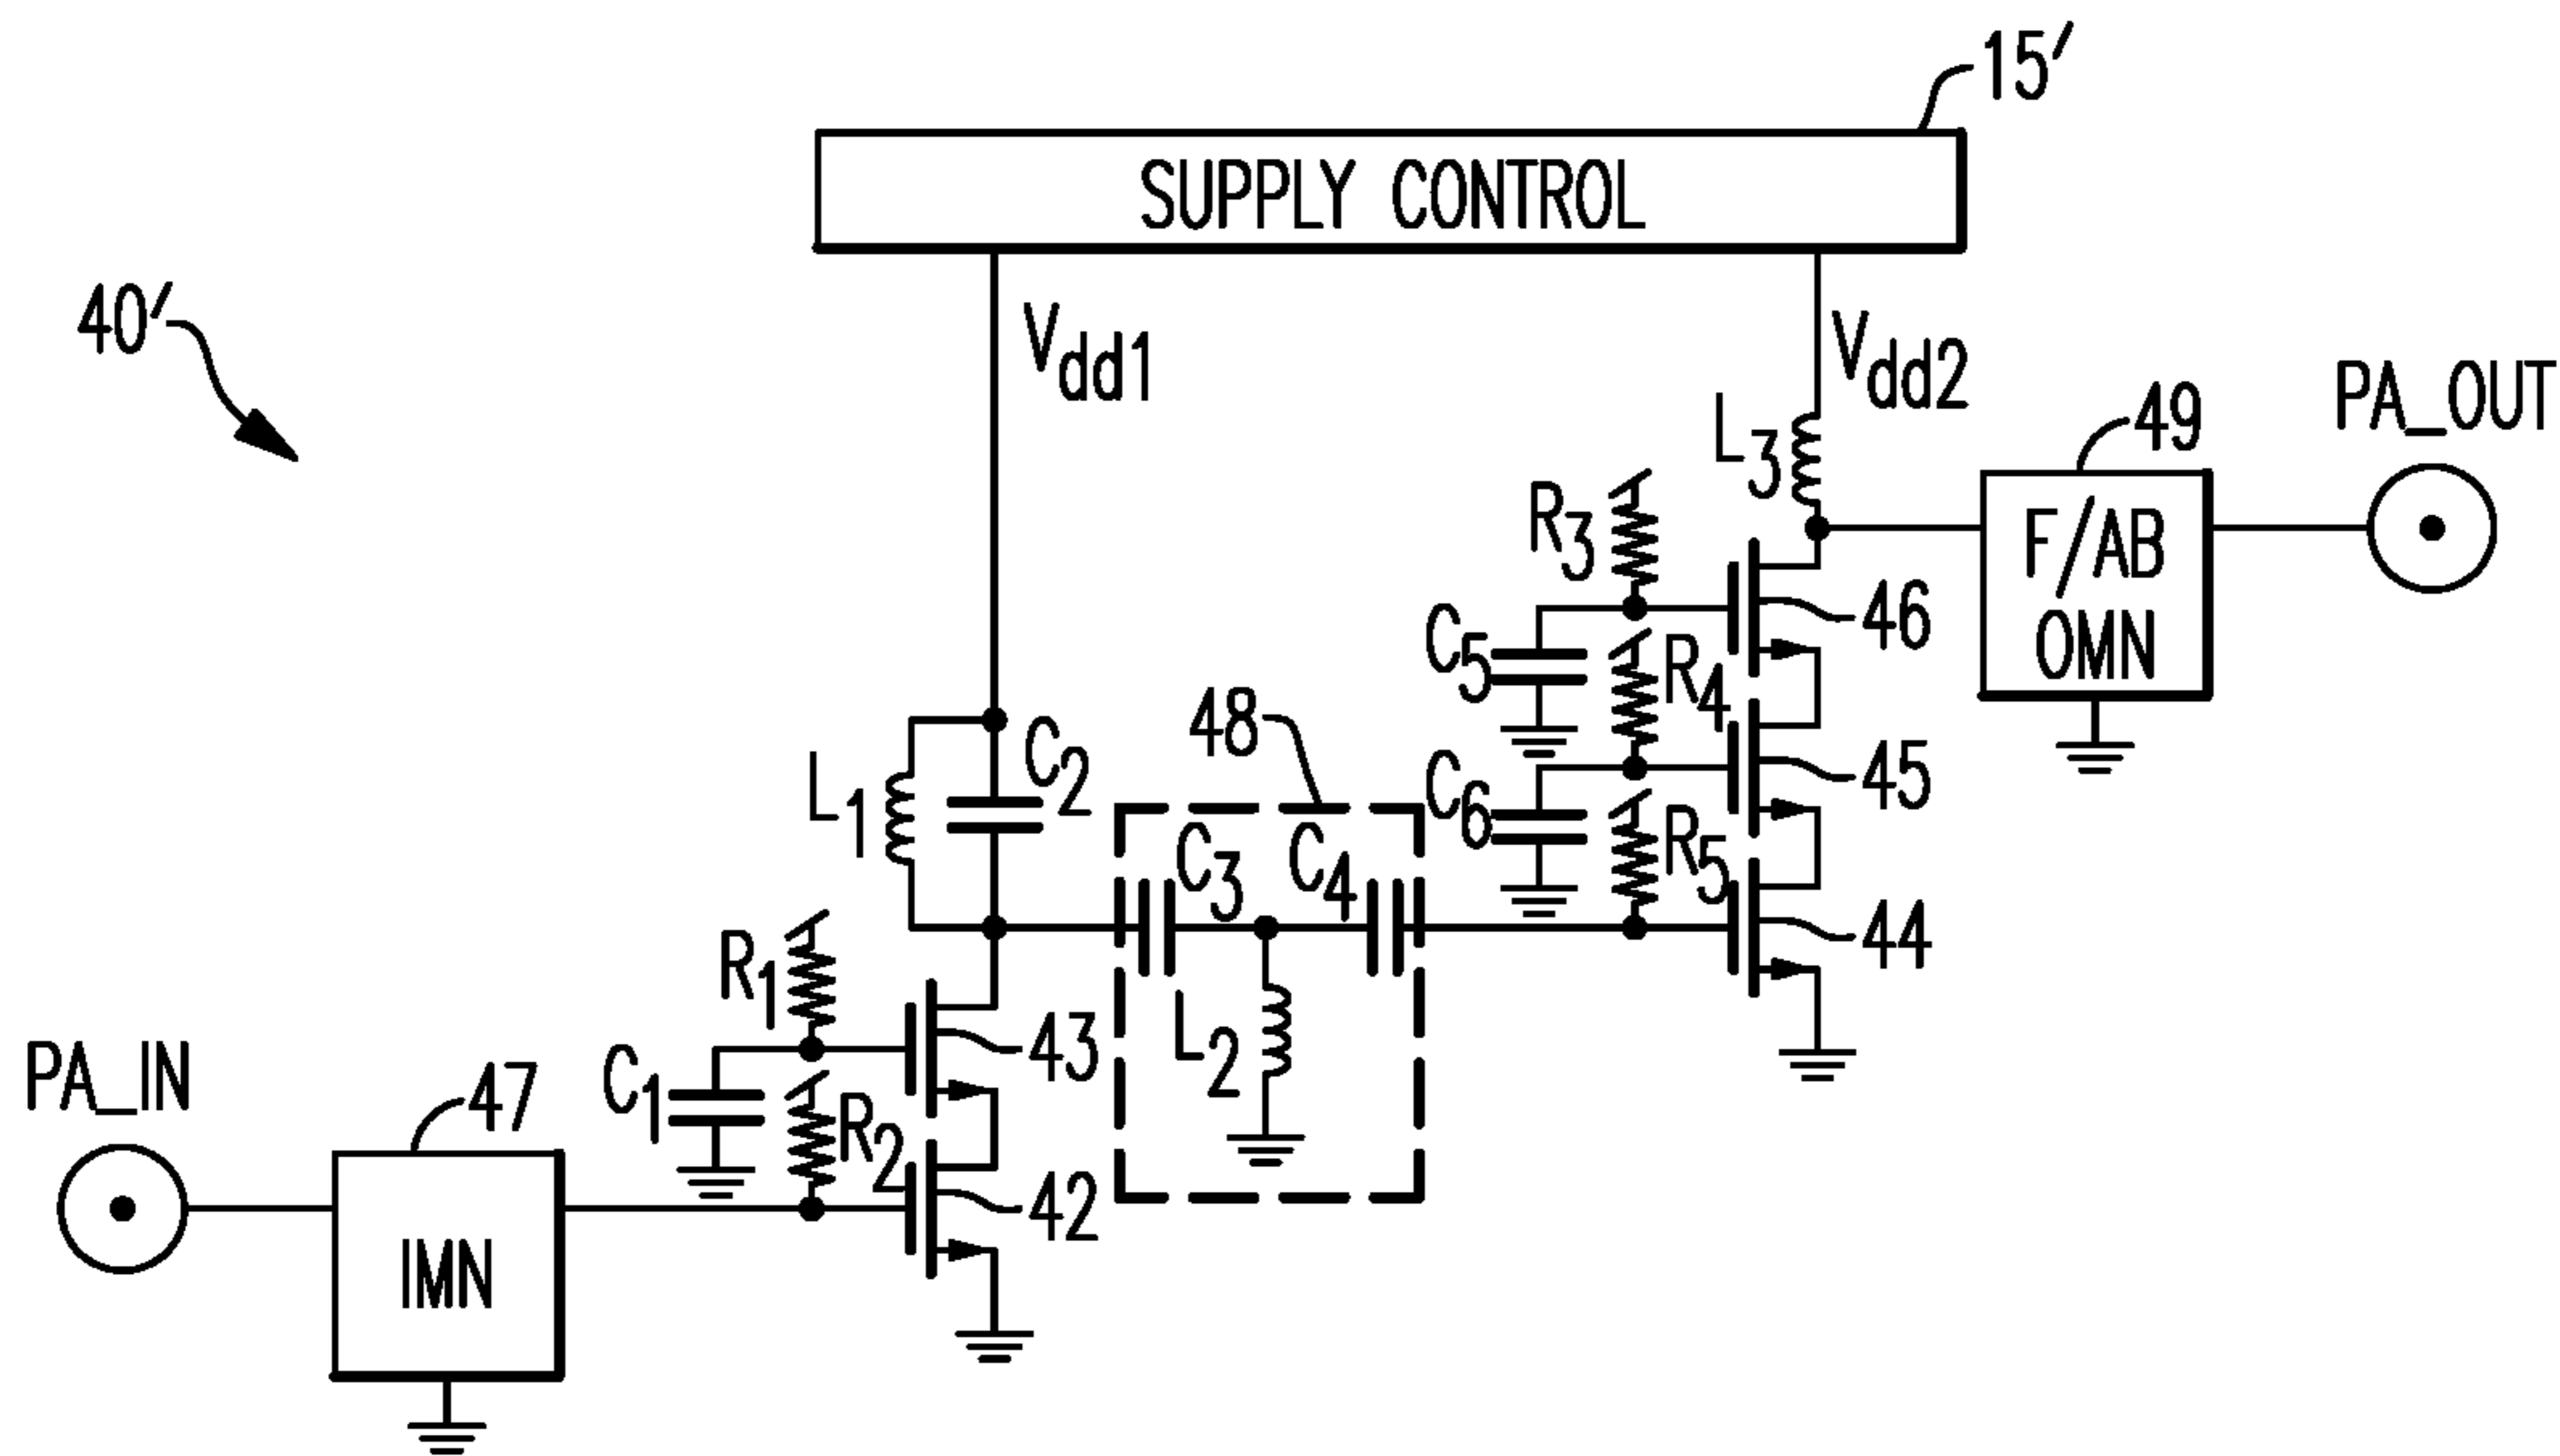 15'
SUPPLY CONTROL
40'
Vdd1
Vdd2
PA_OUT
49
L3
R3
F/AB
OMN
46
C5
R4
48
L1
C2
C6
45
C3
C4
R5
44
R1
L2
43
PA_IN
47
C1
R2
42
IMN